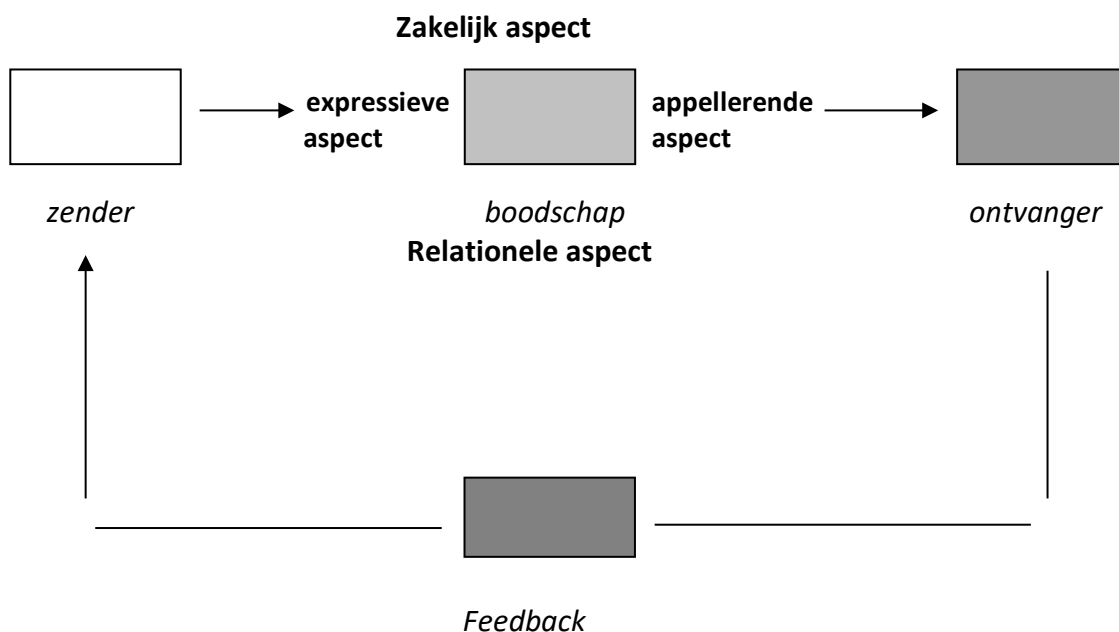 Zakelijk aspect
expressieve
aspect
appellerende
aspect
zender
boodschap
ontvanger
Relationele aspect
Feedback